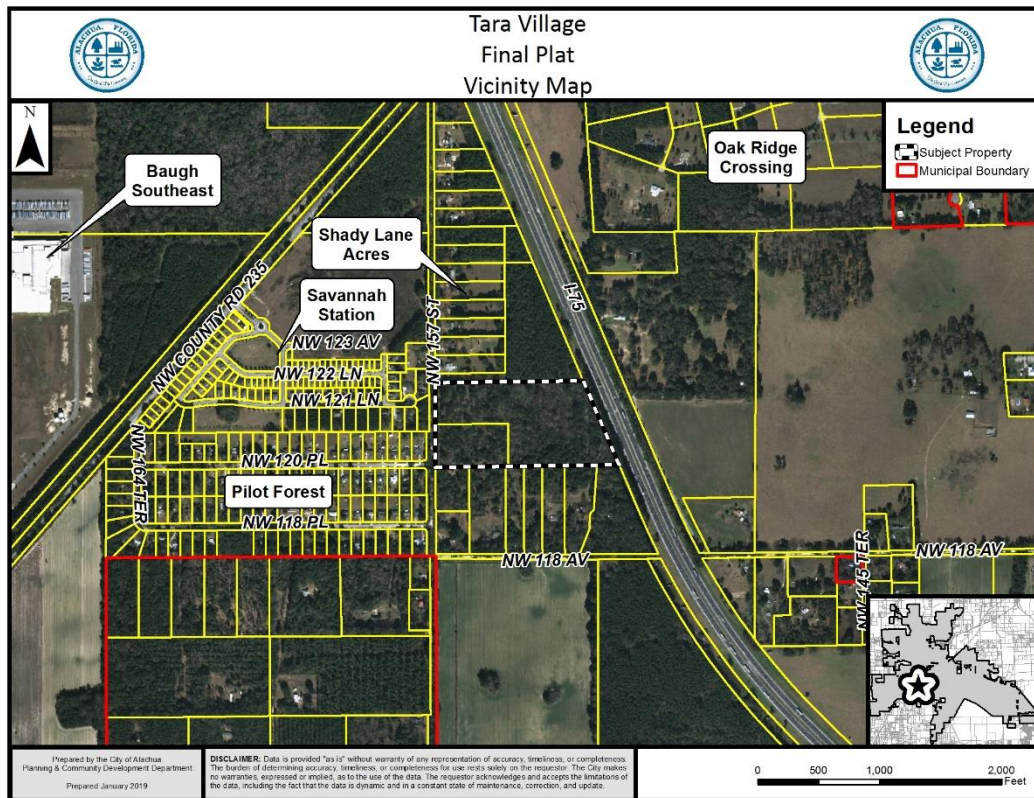 Tara Village
Final Plat
Vicinity Map
ALACHUA, FLORIDA
ALACHUA, FLORIDA
N
Baugh
Southeast
Oak Ridge
Crossing
Legend
Subject Property
Municipal Boundary
Shady Lane
Acres
Savannah
Station
I-75
NW COUNTY RD 235
NW 157 ST
NW 123 AV
NW 122 LN
NW 121 LN
NW 164 TER
NW 120 PL
Pilot Forest
NW 118 PL
NW 118 AV
NW 118 AV
NW 145 TER
Prepared by the City of Alachua
Planning & Community Development Department
Prepared January 2019
DISCLAIMER: Data is provided "as is" without warranty of any representation of accuracy, timeliness, or completeness.
The burden of determining accuracy, timeliness, or completeness for use rests solely on the requestor. The City makes
no warranties, expressed or implied, as to the use of the data. The requestor acknowledges and accepts the limitations of
the data, including the fact that the data is dynamic and in a constant state of maintenance, correction, and update.
0 500 1,000 2,000
Feet